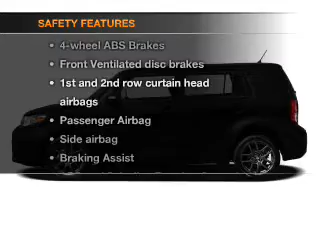 SAFETY FEATURES
• 4-wheel ABS Brakes
• Front Ventilated disc brakes
• 1st and 2nd row curtain head
airbags
• Passenger Airbag
• Side airbag
• Braking Assist